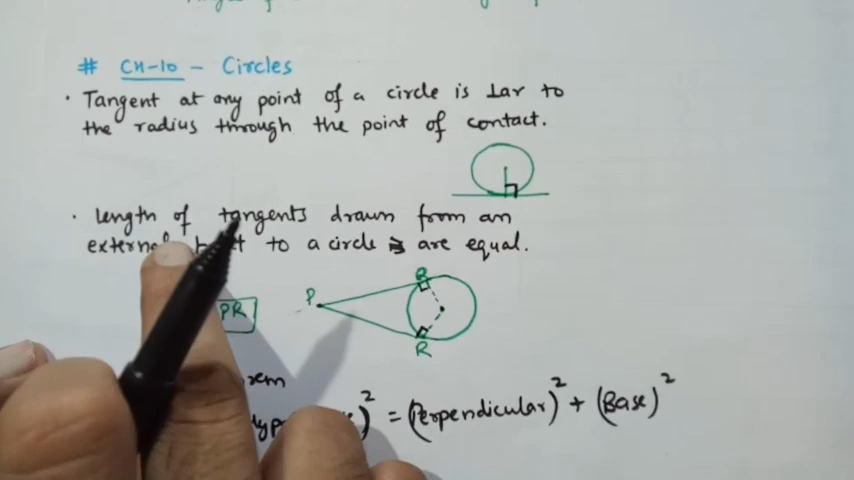 # CH-10 - Circles
· Tangent at any point of a circle is ⊥ar to
the radius through the point of contact.
· Length of tangents drawn from an
to a circle are equal.
P
R
PR
)² = (Perpendicular)² + (Base)²